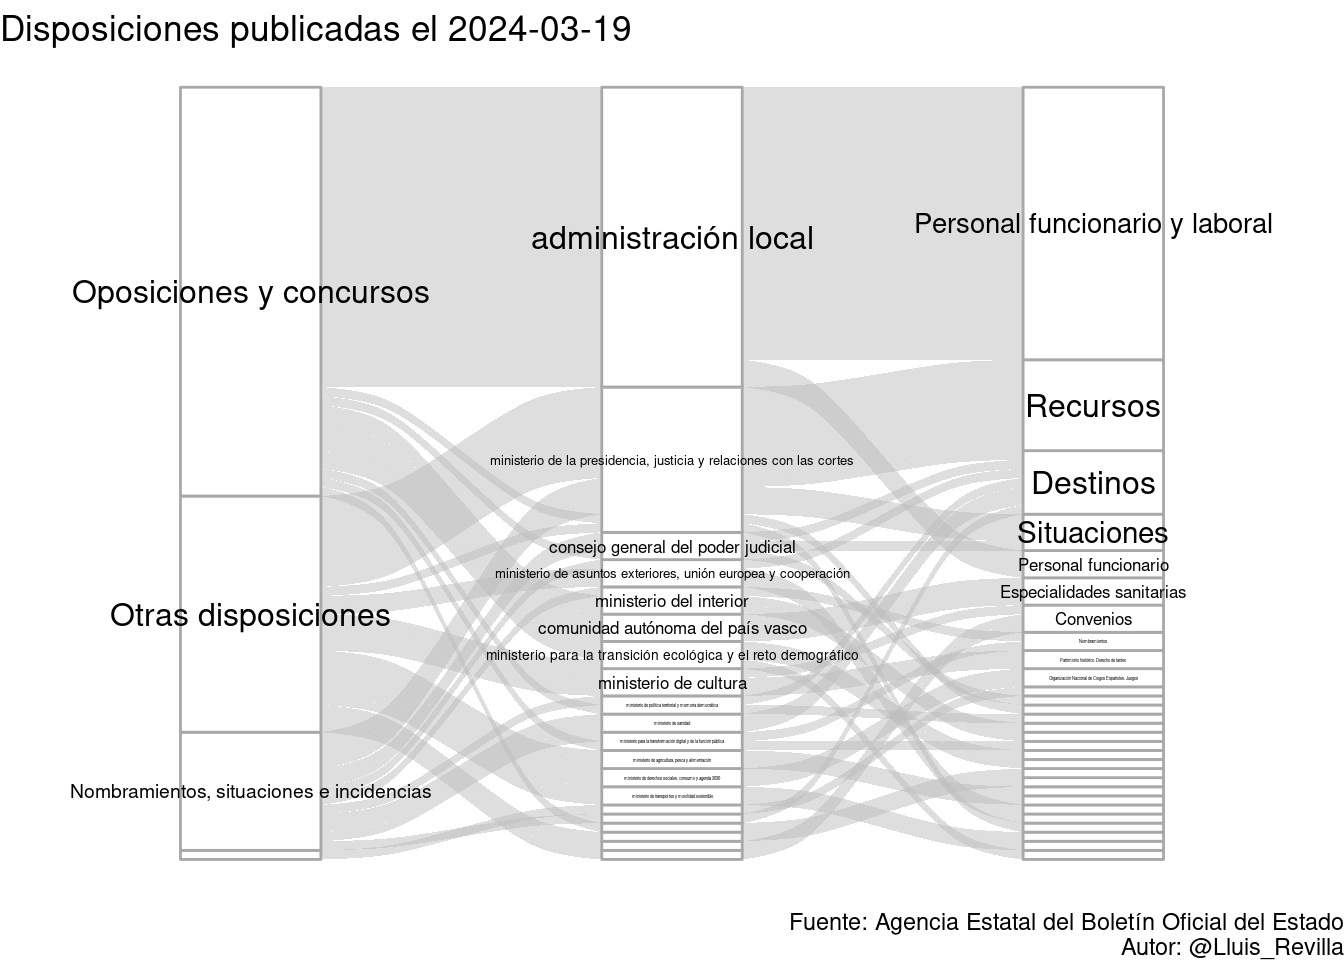 Disposiciones publicadas el 2024-03-19
Oposiciones y concursos
Otras disposiciones
Nombramientos, situaciones e incidencias
administración local
ministerio de la presidencia, justicia y relaciones con las cortes
consejo general del poder judicial
ministerio de asuntos exteriores, unión europea y cooperación
ministerio del interior
comunidad autónoma del país vasco
ministerio para la transición ecológica y el reto demográfico
ministerio de cultura
ministerio de política territorial y memoria democrática
ministerio de sanidad
ministerio para la transformación digital y de la función pública
ministerio de agricultura, pesca y alimentación
ministerio de derechos sociales, consumo y agenda 2030
ministerio de transportes y movilidad sostenible
Personal funcionario y laboral
Recursos
Destinos
Situaciones
Personal funcionario
Especialidades sanitarias
Convenios
Nombramientos
Patrimonio histórico. Derecho de tanteo
Organización Nacional de Ciegos Españoles. Juegos
Fuente: Agencia Estatal del Boletín Oficial del Estado
Autor: @Lluis_Revilla